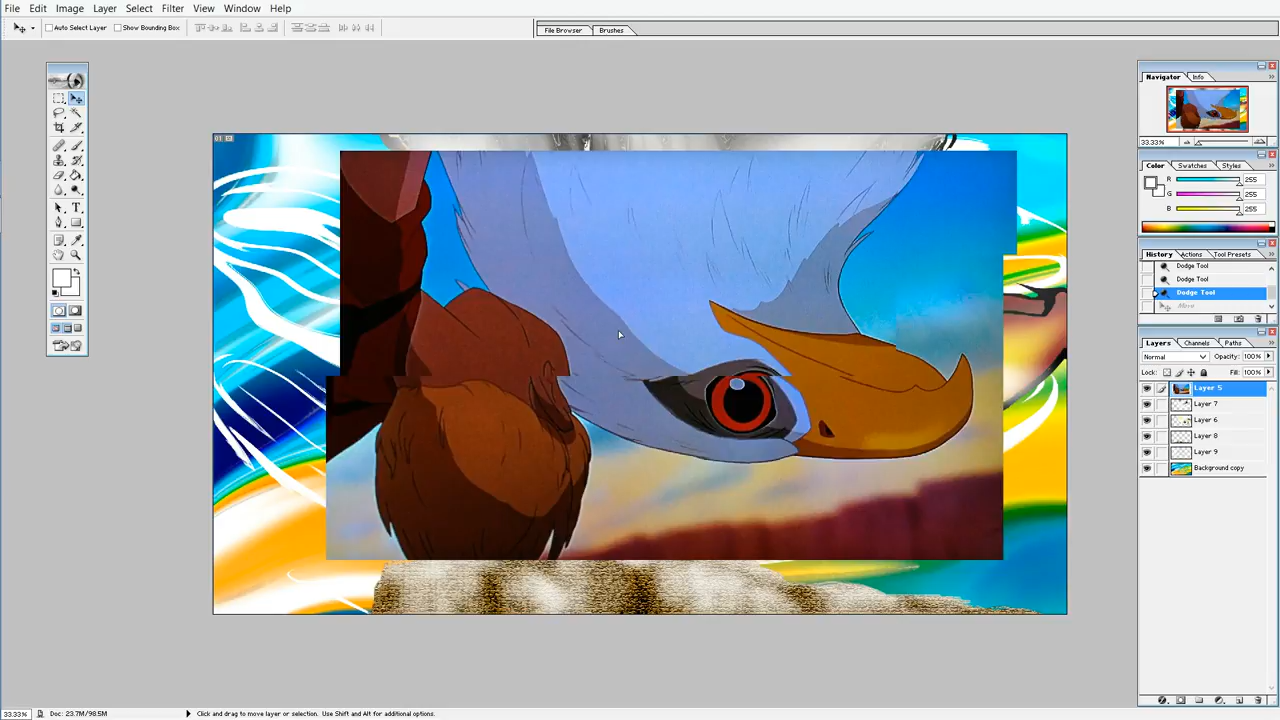 File Edit Image Layer Select Filter View Window Help
Auto Select Layer Show Bounding Box
File Browser Brushes
Navigator Info
33.33%
Color Swatches Styles
R 255
G 255
B 255
History Actions Tool Presets
Dodge Tool
Dodge Tool
Dodge Tool
Move
Layers Channels Paths
Normal Opacity: 100%
Lock: Fill: 100%
Layer 5
Layer 7
Layer 6
Layer 8
Layer 9
Background copy
01
33.33% Doc: 23.7M/98.5M Click and drag to move layer or selection. Use Shift and Alt for additional options.